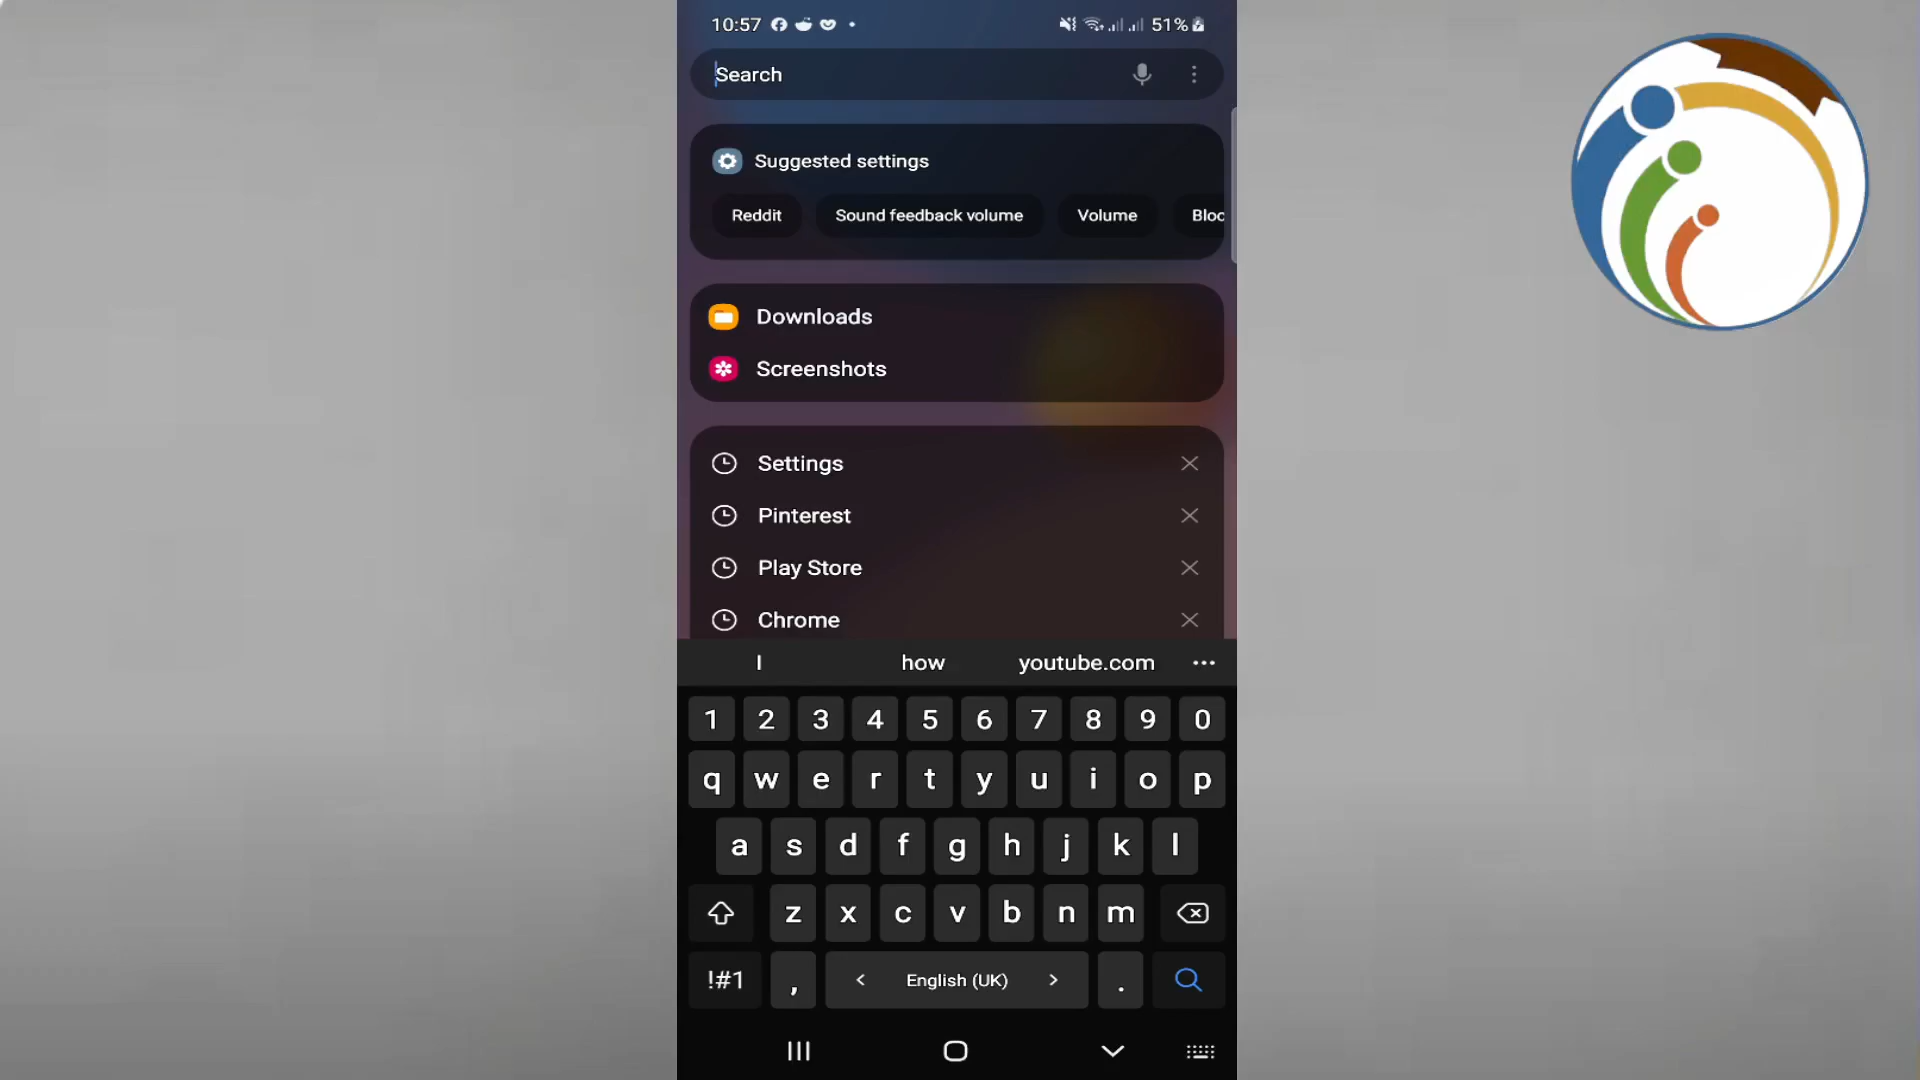 10:57 51%
Search
Suggested settings
Reddit Sound feedback volume Volume Bloc
Downloads
Screenshots
Settings
Pinterest
Play Store
Chrome
I how youtube.com
1 2 3 4 5 6 7 8 9 0
q w e r t y u i o p
a s d f g h j k l
z x c v b n m
!#1 , < English (UK) > .